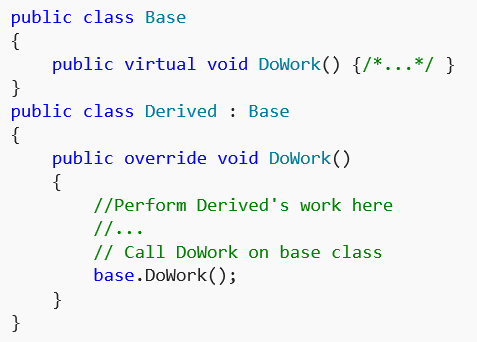 public class Base
{
    public virtual void DoWork() {/*...*/ }
}
public class Derived : Base
{
    public override void DoWork()
    {
        //Perform Derived's work here
        //...
        // Call DoWork on base class
        base.DoWork();
    }
}